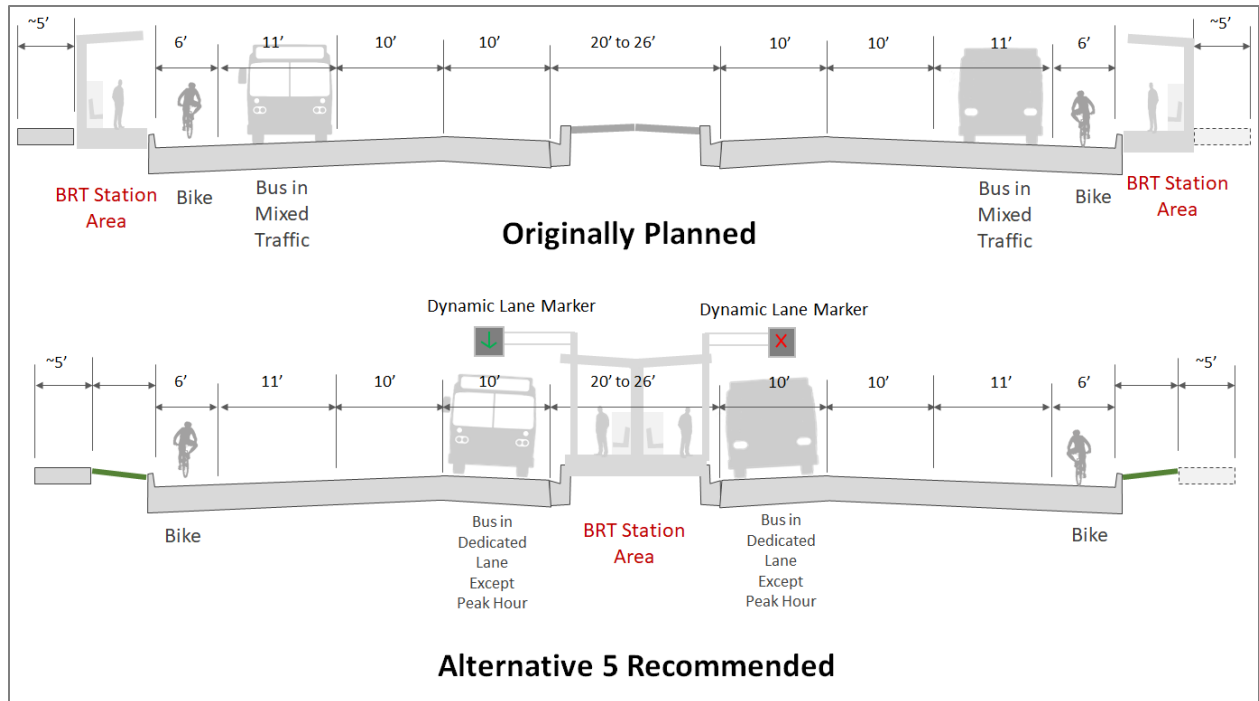 ~5’
6’ 11’ 10’ 10’ 20’ to 26’ 10’ 10’ 11’ 6’
~5’
BRT Station
Area
Bike
Bus in
Mixed
Traffic
Bus in
Mixed
Traffic
Bike
BRT Station
Area
Originally Planned
Dynamic Lane Marker
Dynamic Lane Marker
X
~5’
6’ 11’ 10’ 10’ 20’ to 26’ 10’ 10’ 11’ 6’
~5’
Bike
Bus in
Dedicated
Lane
Except
Peak Hour
BRT Station
Area
Bus in
Dedicated
Lane
Except
Peak Hour
Bike
Alternative 5 Recommended